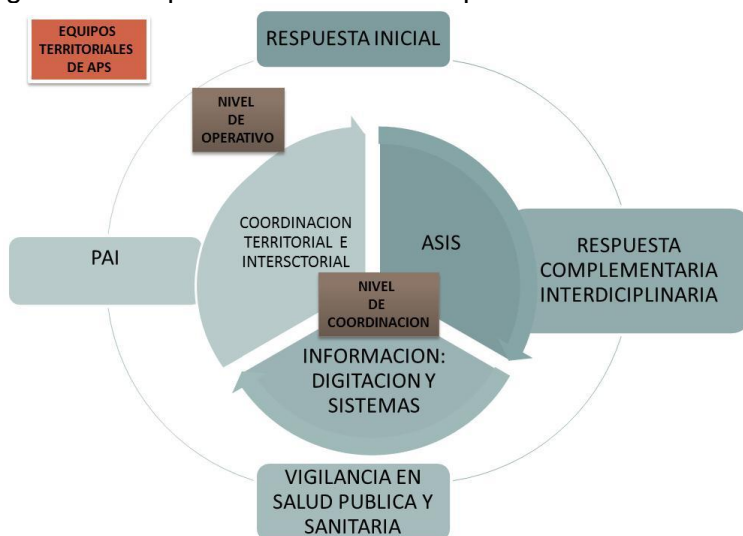 EQUIPOS
TERRITORIALES
DE APS
RESPUESTA INICIAL
NIVEL
DE
OPERATIVO
COORDINACION
TERRITORIAL E
INTERSCTORIAL
ASIS
PAI
RESPUESTA
COMPLEMENTARIA
INTERDICIPLINARIA
NIVEL
DE
COORDINACION
INFORMACION:
DIGITACION Y
SISTEMAS
VIGILANCIA EN
SALUD PUBLICA Y
SANITARIA